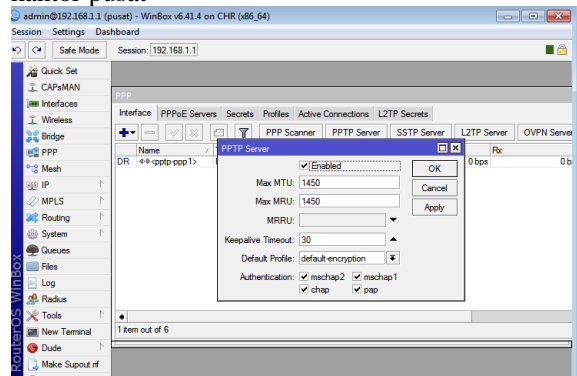 kantor pusat
admin@192.168.1.1 (pusat) - WinBox v6.41.4 on CHR (x86_64)
Session Settings Dashboard
Safe Mode Session: 192.168.1.1
Quick Set
CAPsMAN
Interfaces
Wireless
Bridge
PPP
Mesh
IP
MPLS
Routing
System
Queues
Files
Log
Radius
Tools
New Terminal
Dude
Make Supout.rif
RouterOS WinBox
PPP
Interface PPPoE Servers Secrets Profiles Active Connections L2TP Secrets
PPP Scanner PPTP Server SSTP Server L2TP Server OVPN Server
Name Rx
DR <pptp-ppp1> 0 bps 0 b
1 item out of 6
PPTP Server
Enabled
Max MTU: 1450
Max MRU: 1450
MRRU:
Keepalive Timeout: 30
Default Profile: default-encryption
Authentication: mschap2 mschap1
chap pap
OK
Cancel
Apply